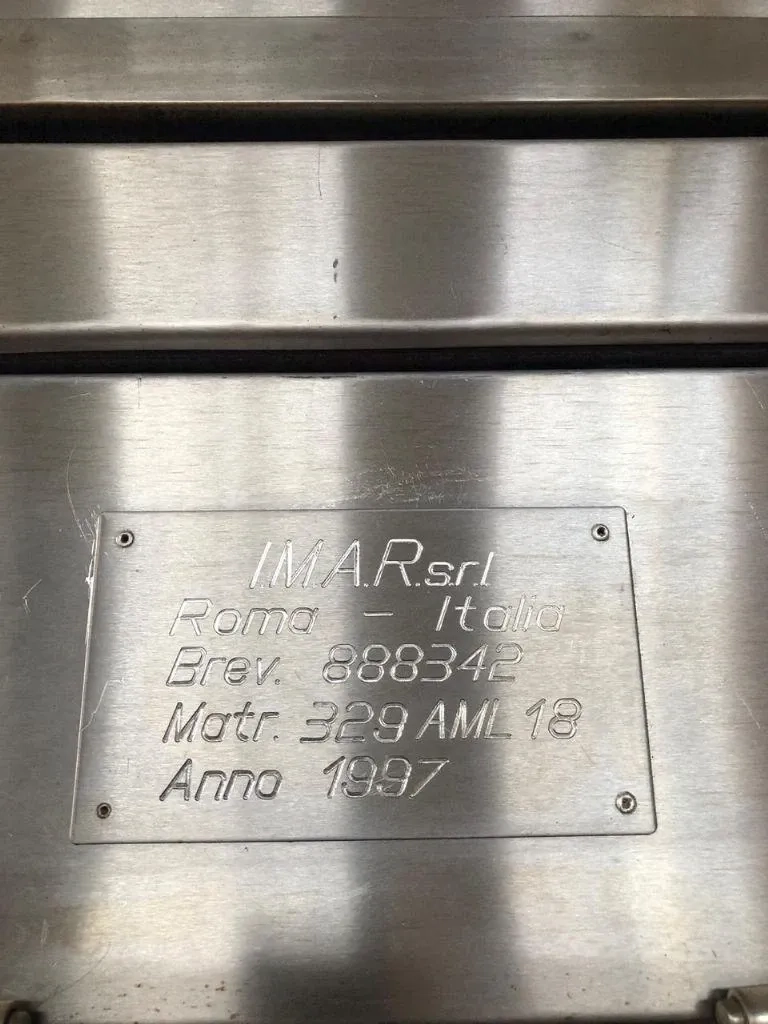 I.M.A.R. s.r.l
Roma - Italia
Brev. 888342
Matr. 329 AML 18
Anno 1997